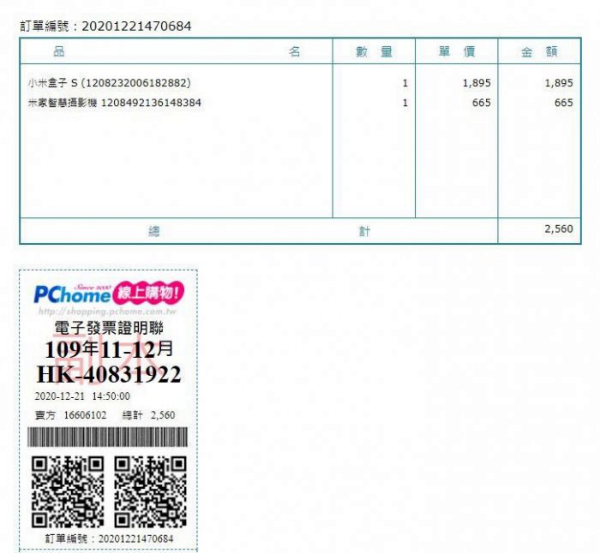 訂單編號：20201221470684
品 名 數 量 單 價 金 額
小米盒子 S (1208232006182882) 1 1,895 1,895
米家智慧攝影機 1208492136148384 1 665 665
總 計 2,560
Since 2000
PChome 線上購物!
http://shopping.pchome.com.tw
電子發票證明聯
副本
109年11-12月
HK-40831922
2020-12-21 14:50:00
賣方 16606102 總計 2,560
訂單編號：20201221470684